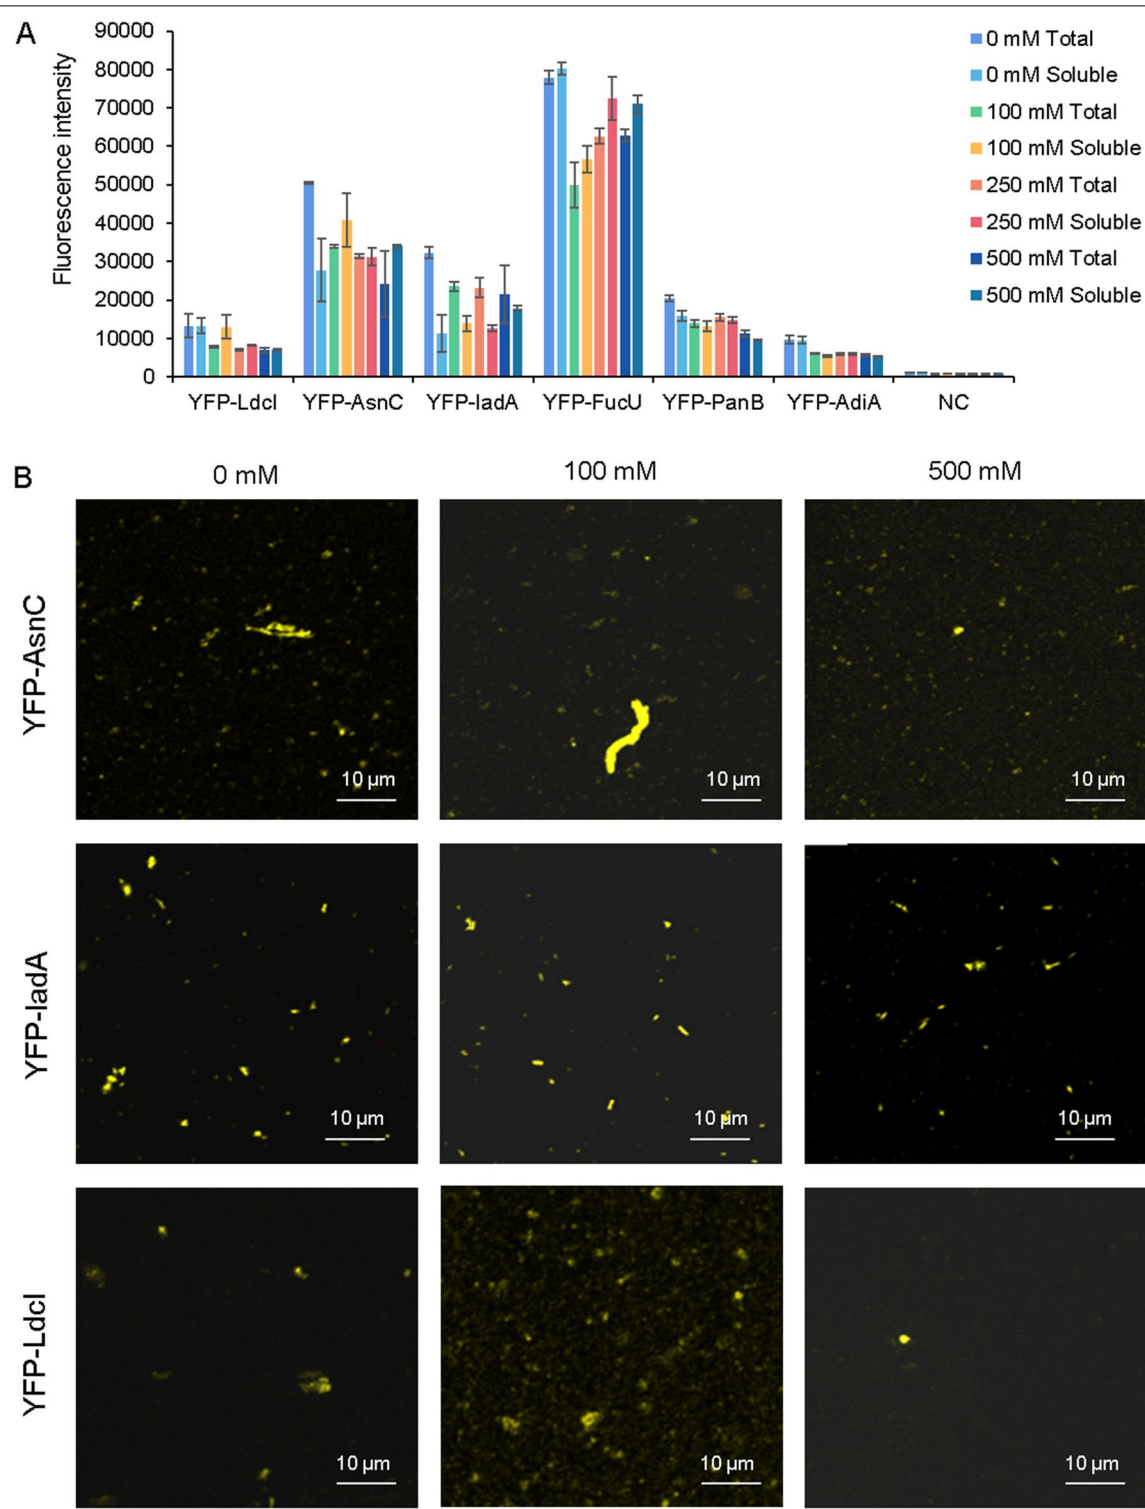 A
Fluorescence intensity
90000
80000
70000
60000
50000
40000
30000
20000
10000
0
0 mM Total
0 mM Soluble
100 mM Total
100 mM Soluble
250 mM Total
250 mM Soluble
500 mM Total
500 mM Soluble
YFP-LdcI YFP-AsnC YFP-IadA YFP-FucU YFP-PanB YFP-AdiA NC
B
0 mM 100 mM 500 mM
YFP-AsnC
10 µm 10 µm 10 µm
YFP-IadA
10 µm 10 µm 10 µm
YFP-LdcI
10 µm 10 µm 10 µm